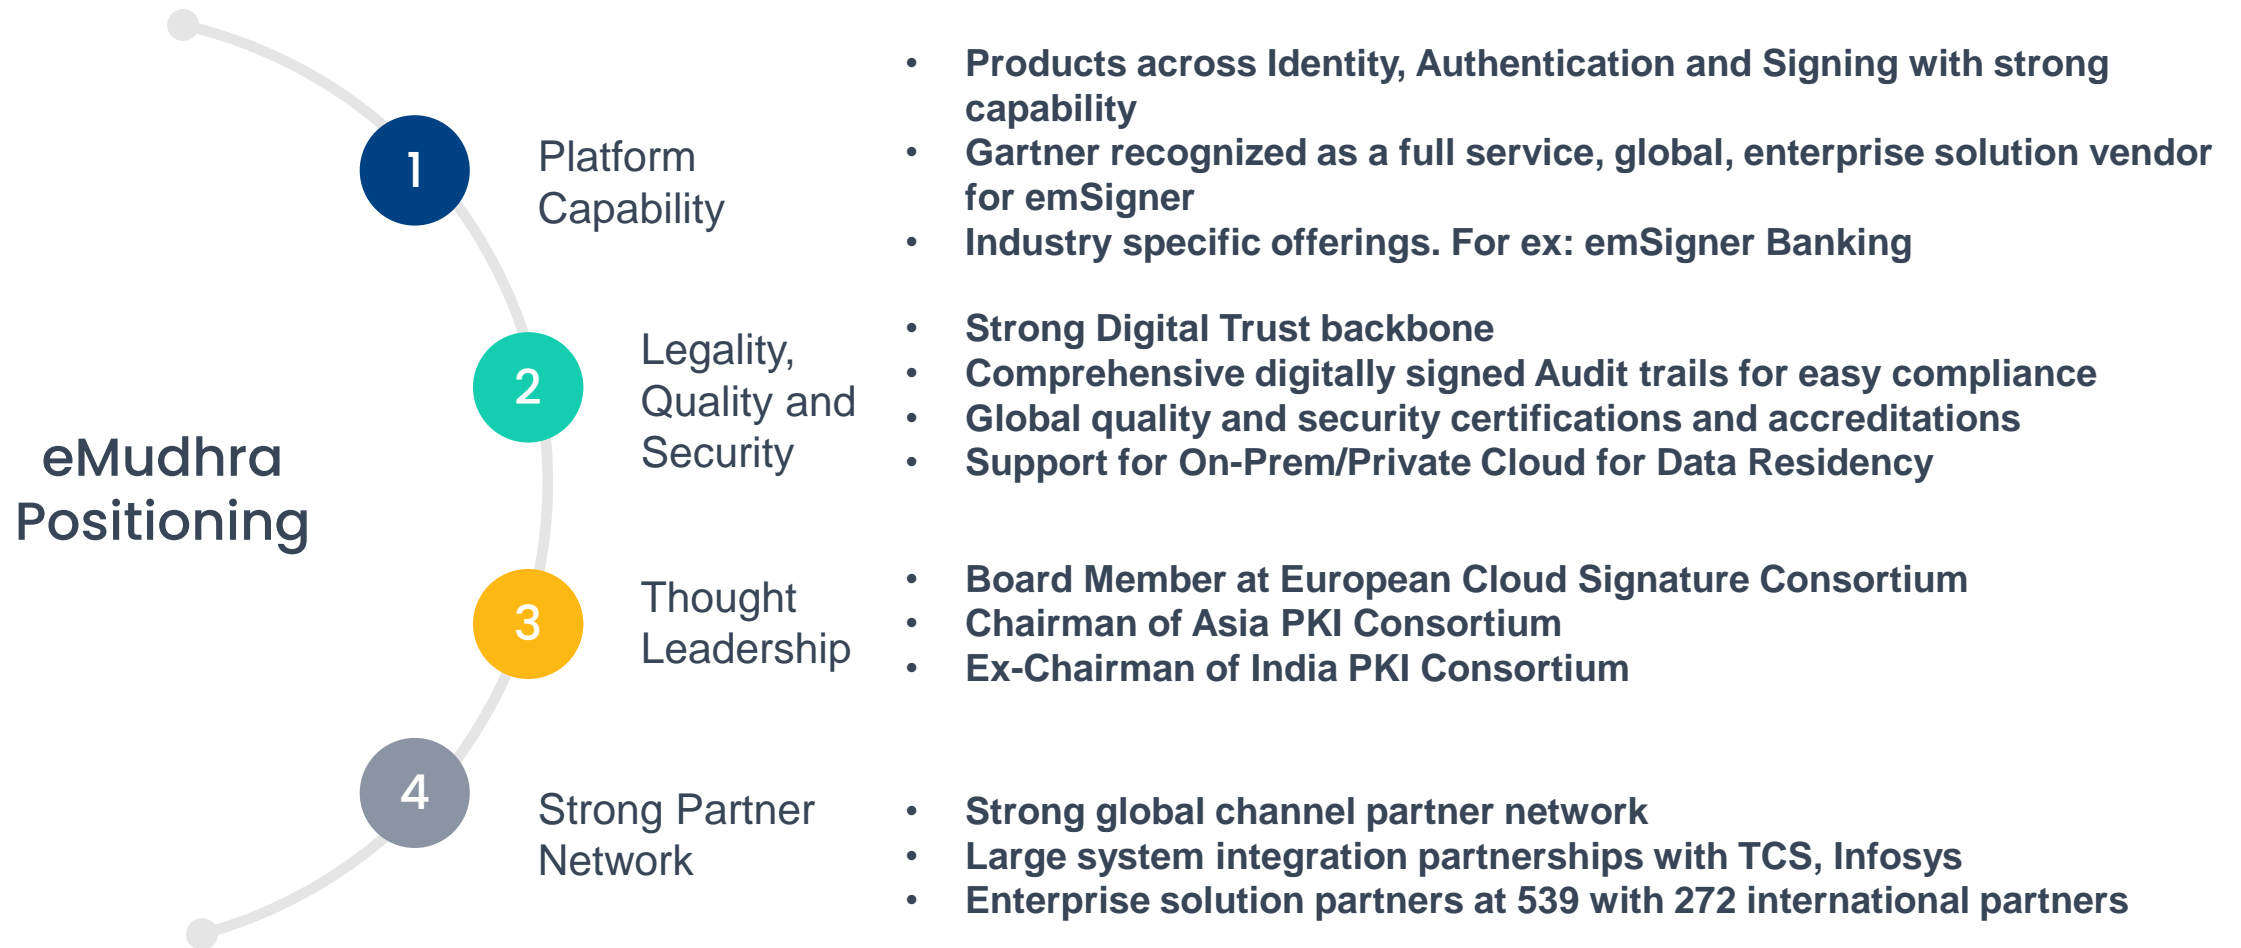 eMudhra
Positioning
1
Platform
Capability
• Products across Identity, Authentication and Signing with strong
capability
• Gartner recognized as a full service, global, enterprise solution vendor
for emSigner
• Industry specific offerings. For ex: emSigner Banking
2
Legality,
Quality and
Security
• Strong Digital Trust backbone
• Comprehensive digitally signed Audit trails for easy compliance
• Global quality and security certifications and accreditations
• Support for On-Prem/Private Cloud for Data Residency
3
Thought
Leadership
• Board Member at European Cloud Signature Consortium
• Chairman of Asia PKI Consortium
• Ex-Chairman of India PKI Consortium
4
Strong Partner
Network
• Strong global channel partner network
• Large system integration partnerships with TCS, Infosys
• Enterprise solution partners at 539 with 272 international partners